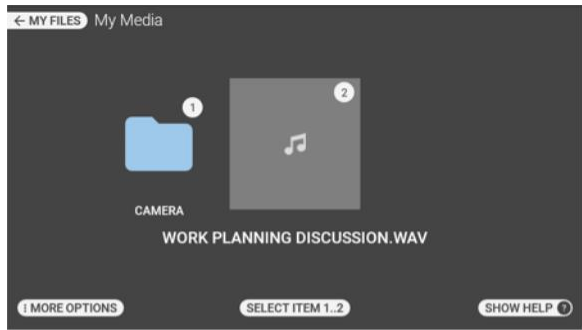 ← MY FILES My Media
1
2
CAMERA
WORK PLANNING DISCUSSION.WAV
⋮ MORE OPTIONS SELECT ITEM 1..2 SHOW HELP ?